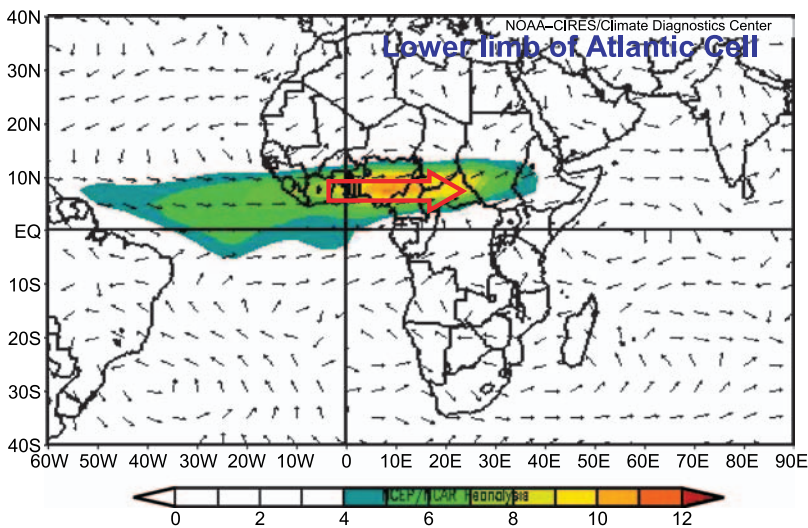 NOAA–CIRES/Climate Diagnostics Center
Lower limb of Atlantic Cell
40N
30N
20N
10N
EQ
10S
20S
30S
40S
60W 50W 40W 30W 20W 10W 0 10E 20E 30E 40E 50E 60E 70E 80E 90E
NCEP/NCAR Reanalysis
0 2 4 6 8 10 12